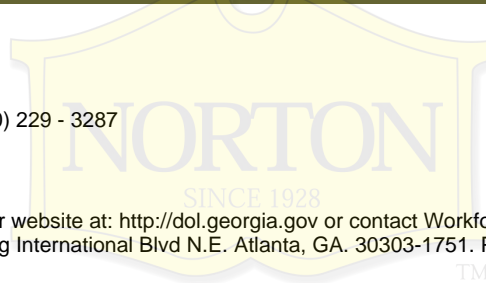 ) 229 - 3287
NORTON
SINCE 1928
r website at: http://dol.georgia.gov or contact Workfo
g International Blvd N.E. Atlanta, GA. 30303-1751.
TM